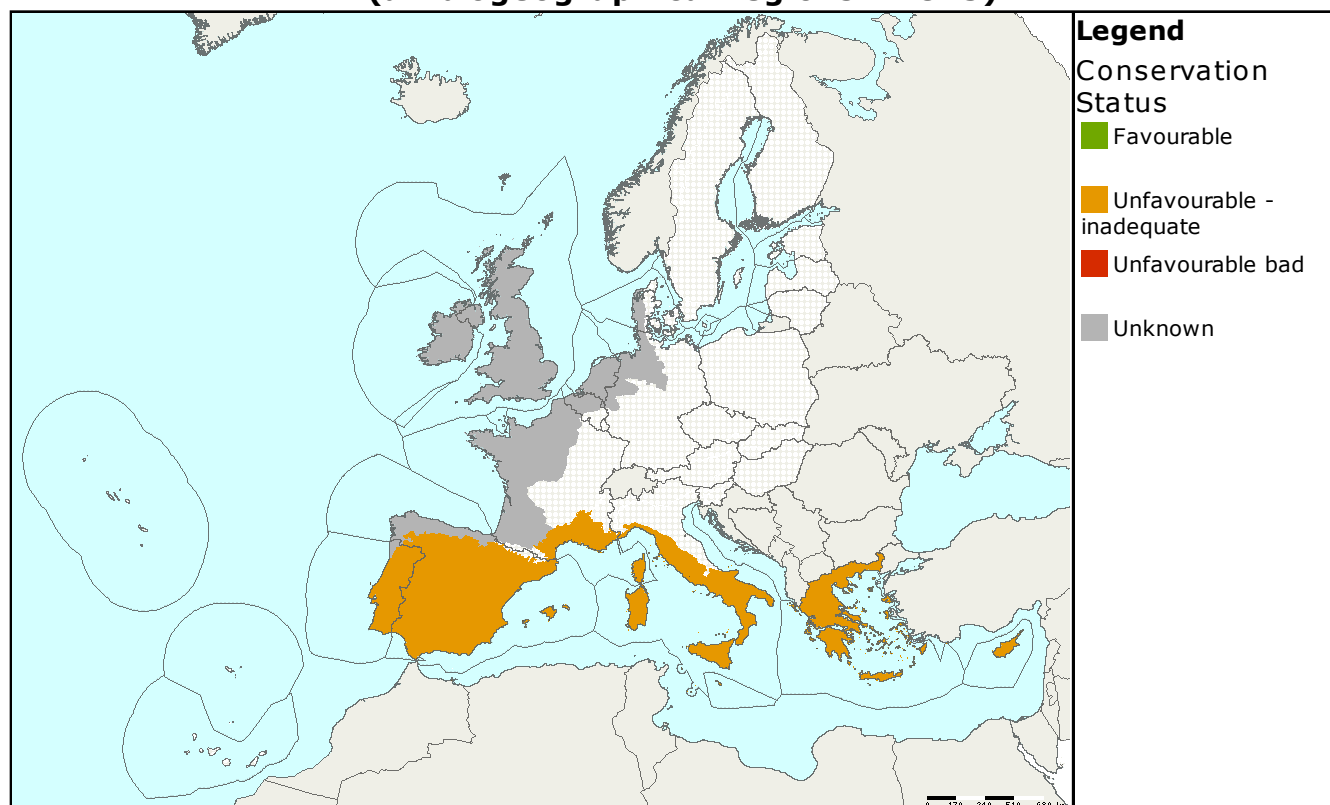 Legend
Conservation
Status
Favourable
Unfavourable -
inadequate
Unfavourable bad
Unknown